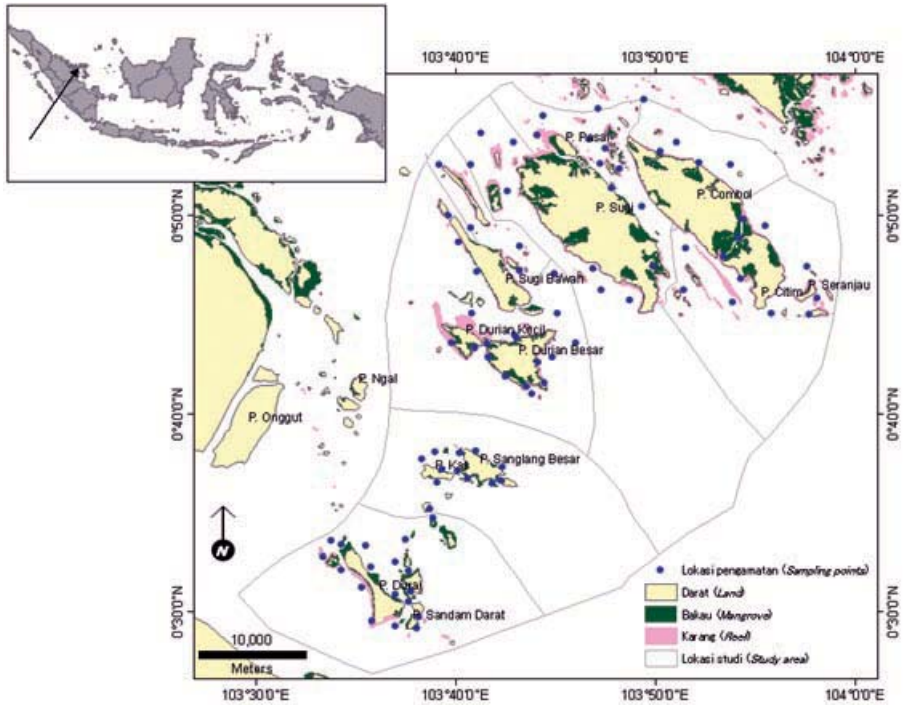 103°40'0"E
103°50'0"E
104°0'0"E
P. Combol
P. Sugi
0°50'0"N
0°50'0"N
P. Sugi Bawah
P. Seranjau
P. Citim
P. Durian Kecil
P. Durian Besar
P. Ngal
P. Onggut
0°40'0"N
0°40'0"N
P. Sanglang Besar
N
Lokasi pengamatan (Sampling points)
Darat (Land)
P. Sandam Darat
0°30'0"N
0°30'0"N
Bakau (Mangrove)
10,000
Karang (Reef)
Meters
Lokasi studi (Study area)
103°30'0"E
103°40'0"E
103°50'0"E
104°0'0"E